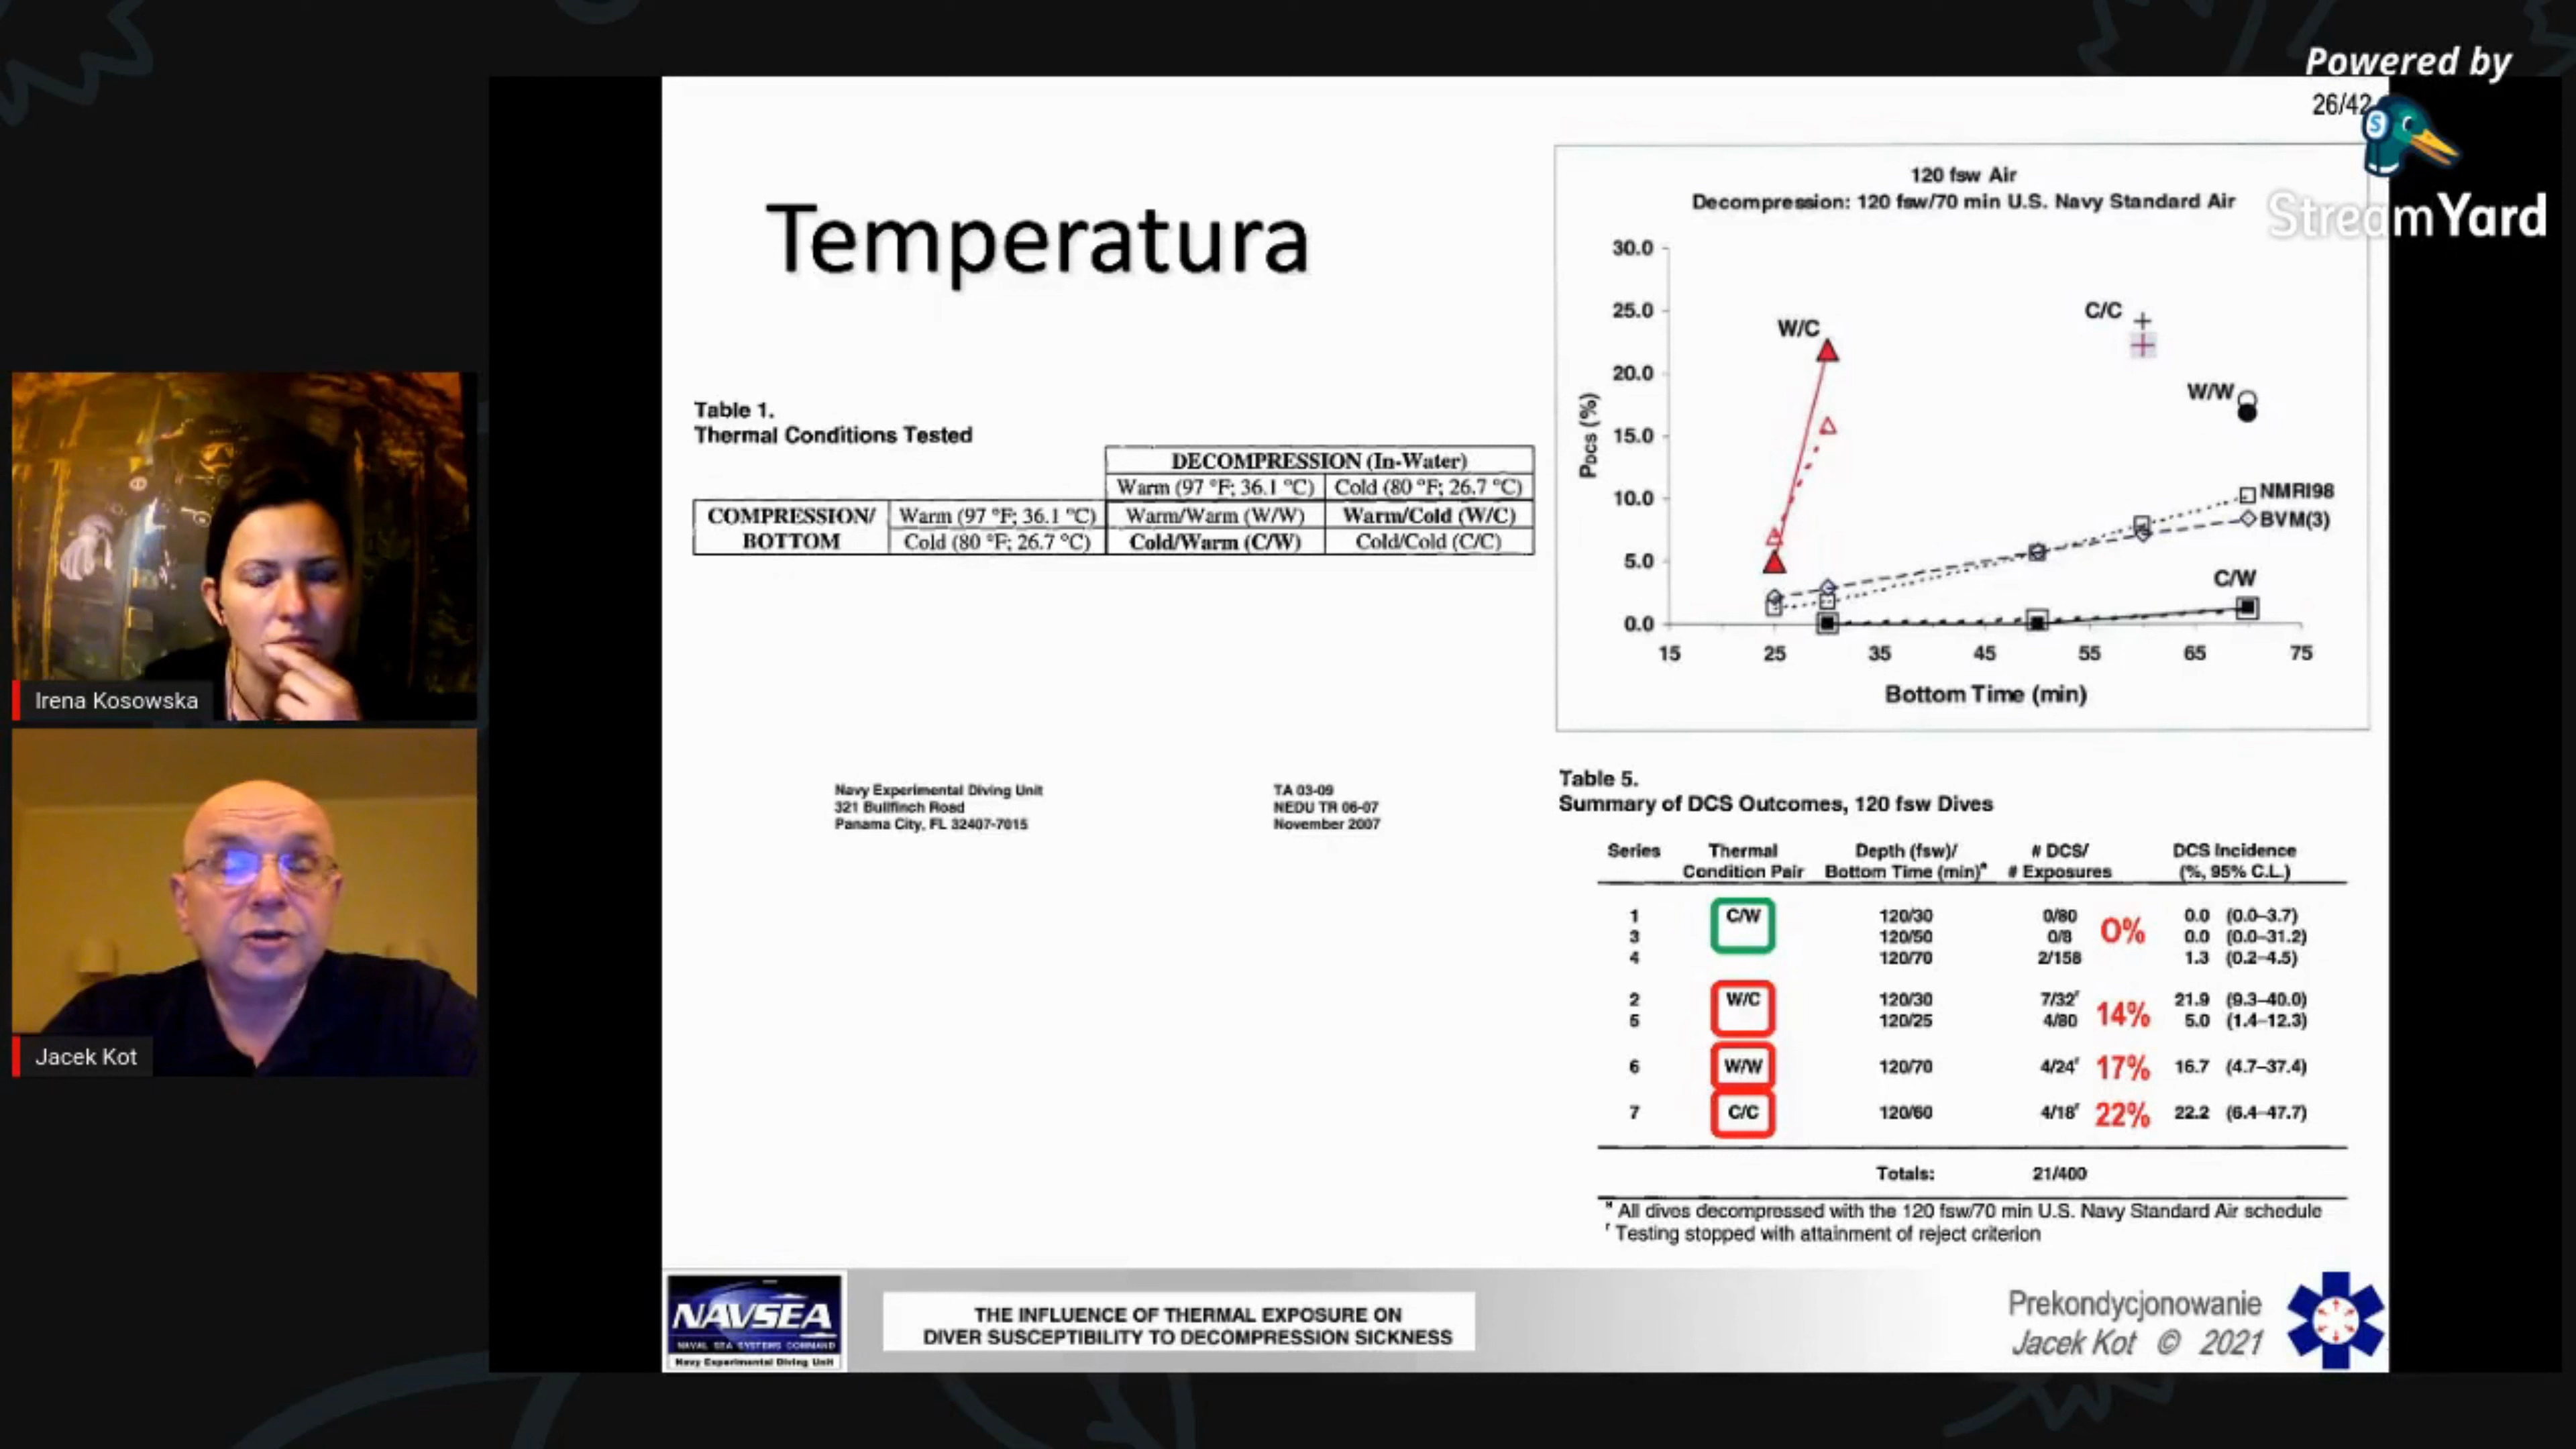 Powered by
StreamYard
26/42
Temperatura
Table 1.
Thermal Conditions Tested
DECOMPRESSION (In-Water)
Warm (97 °F; 36.1 °C) Cold (80 °F; 26.7 °C)
COMPRESSION/ Warm (97 °F; 36.1 °C) Warm/Warm (W/W) Warm/Cold (W/C)
BOTTOM Cold (80 °F; 26.7 °C) Cold/Warm (C/W) Cold/Cold (C/C)
Navy Experimental Diving Unit
321 Bullfinch Road
Panama City, FL 32407-7015
TA 03-09
NEDU TR 06-07
November 2007
120 fsw Air
Decompression: 120 fsw/70 min U.S. Navy Standard Air
30.0
25.0
20.0
15.0
10.0
5.0
0.0
PDCS (%)
W/C
C/C
W/W
NMRI98
BVM(3)
C/W
15 25 35 45 55 65 75
Bottom Time (min)
Table 5.
Summary of DCS Outcomes, 120 fsw Dives
Series Thermal Depth (fsw)/ # DCS/ DCS Incidence
Condition Pair Bottom Time (min)* # Exposures (%, 95% C.L.)
1 C/W 120/30 0/80 0.0 (0.0–3.7)
3 120/50 0/8 0% 0.0 (0.0–31.2)
4 120/70 2/158 1.3 (0.2–4.5)
2 W/C 120/30 7/32r 21.9 (9.3–40.0)
5 120/25 4/80 14% 5.0 (1.4–12.3)
6 W/W 120/70 4/24r 17% 16.7 (4.7–37.4)
7 C/C 120/60 4/18r 22% 22.2 (6.4–47.7)
Totals: 21/400
* All dives decompressed with the 120 fsw/70 min U.S. Navy Standard Air schedule
r Testing stopped with attainment of reject criterion
Irena Kosowska
Jacek Kot
NAVSEA
NAVAL SEA SYSTEMS COMMAND
Navy Experimental Diving Unit
THE INFLUENCE OF THERMAL EXPOSURE ON
DIVER SUSCEPTIBILITY TO DECOMPRESSION SICKNESS
Prekondycjonowanie
Jacek Kot © 2021